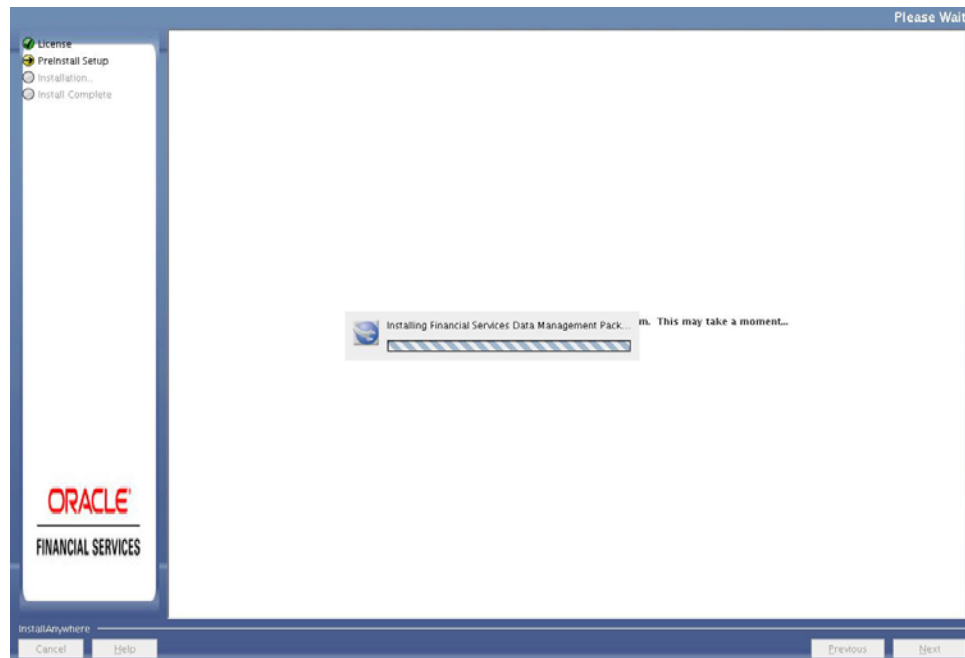 Please Wait
License
PreInstall Setup
Installation..
Install Complete
Installing Financial Services Data Management Pack...
m. This may take a moment...
ORACLE
FINANCIAL SERVICES
InstallAnywhere
Cancel Help Previous Next